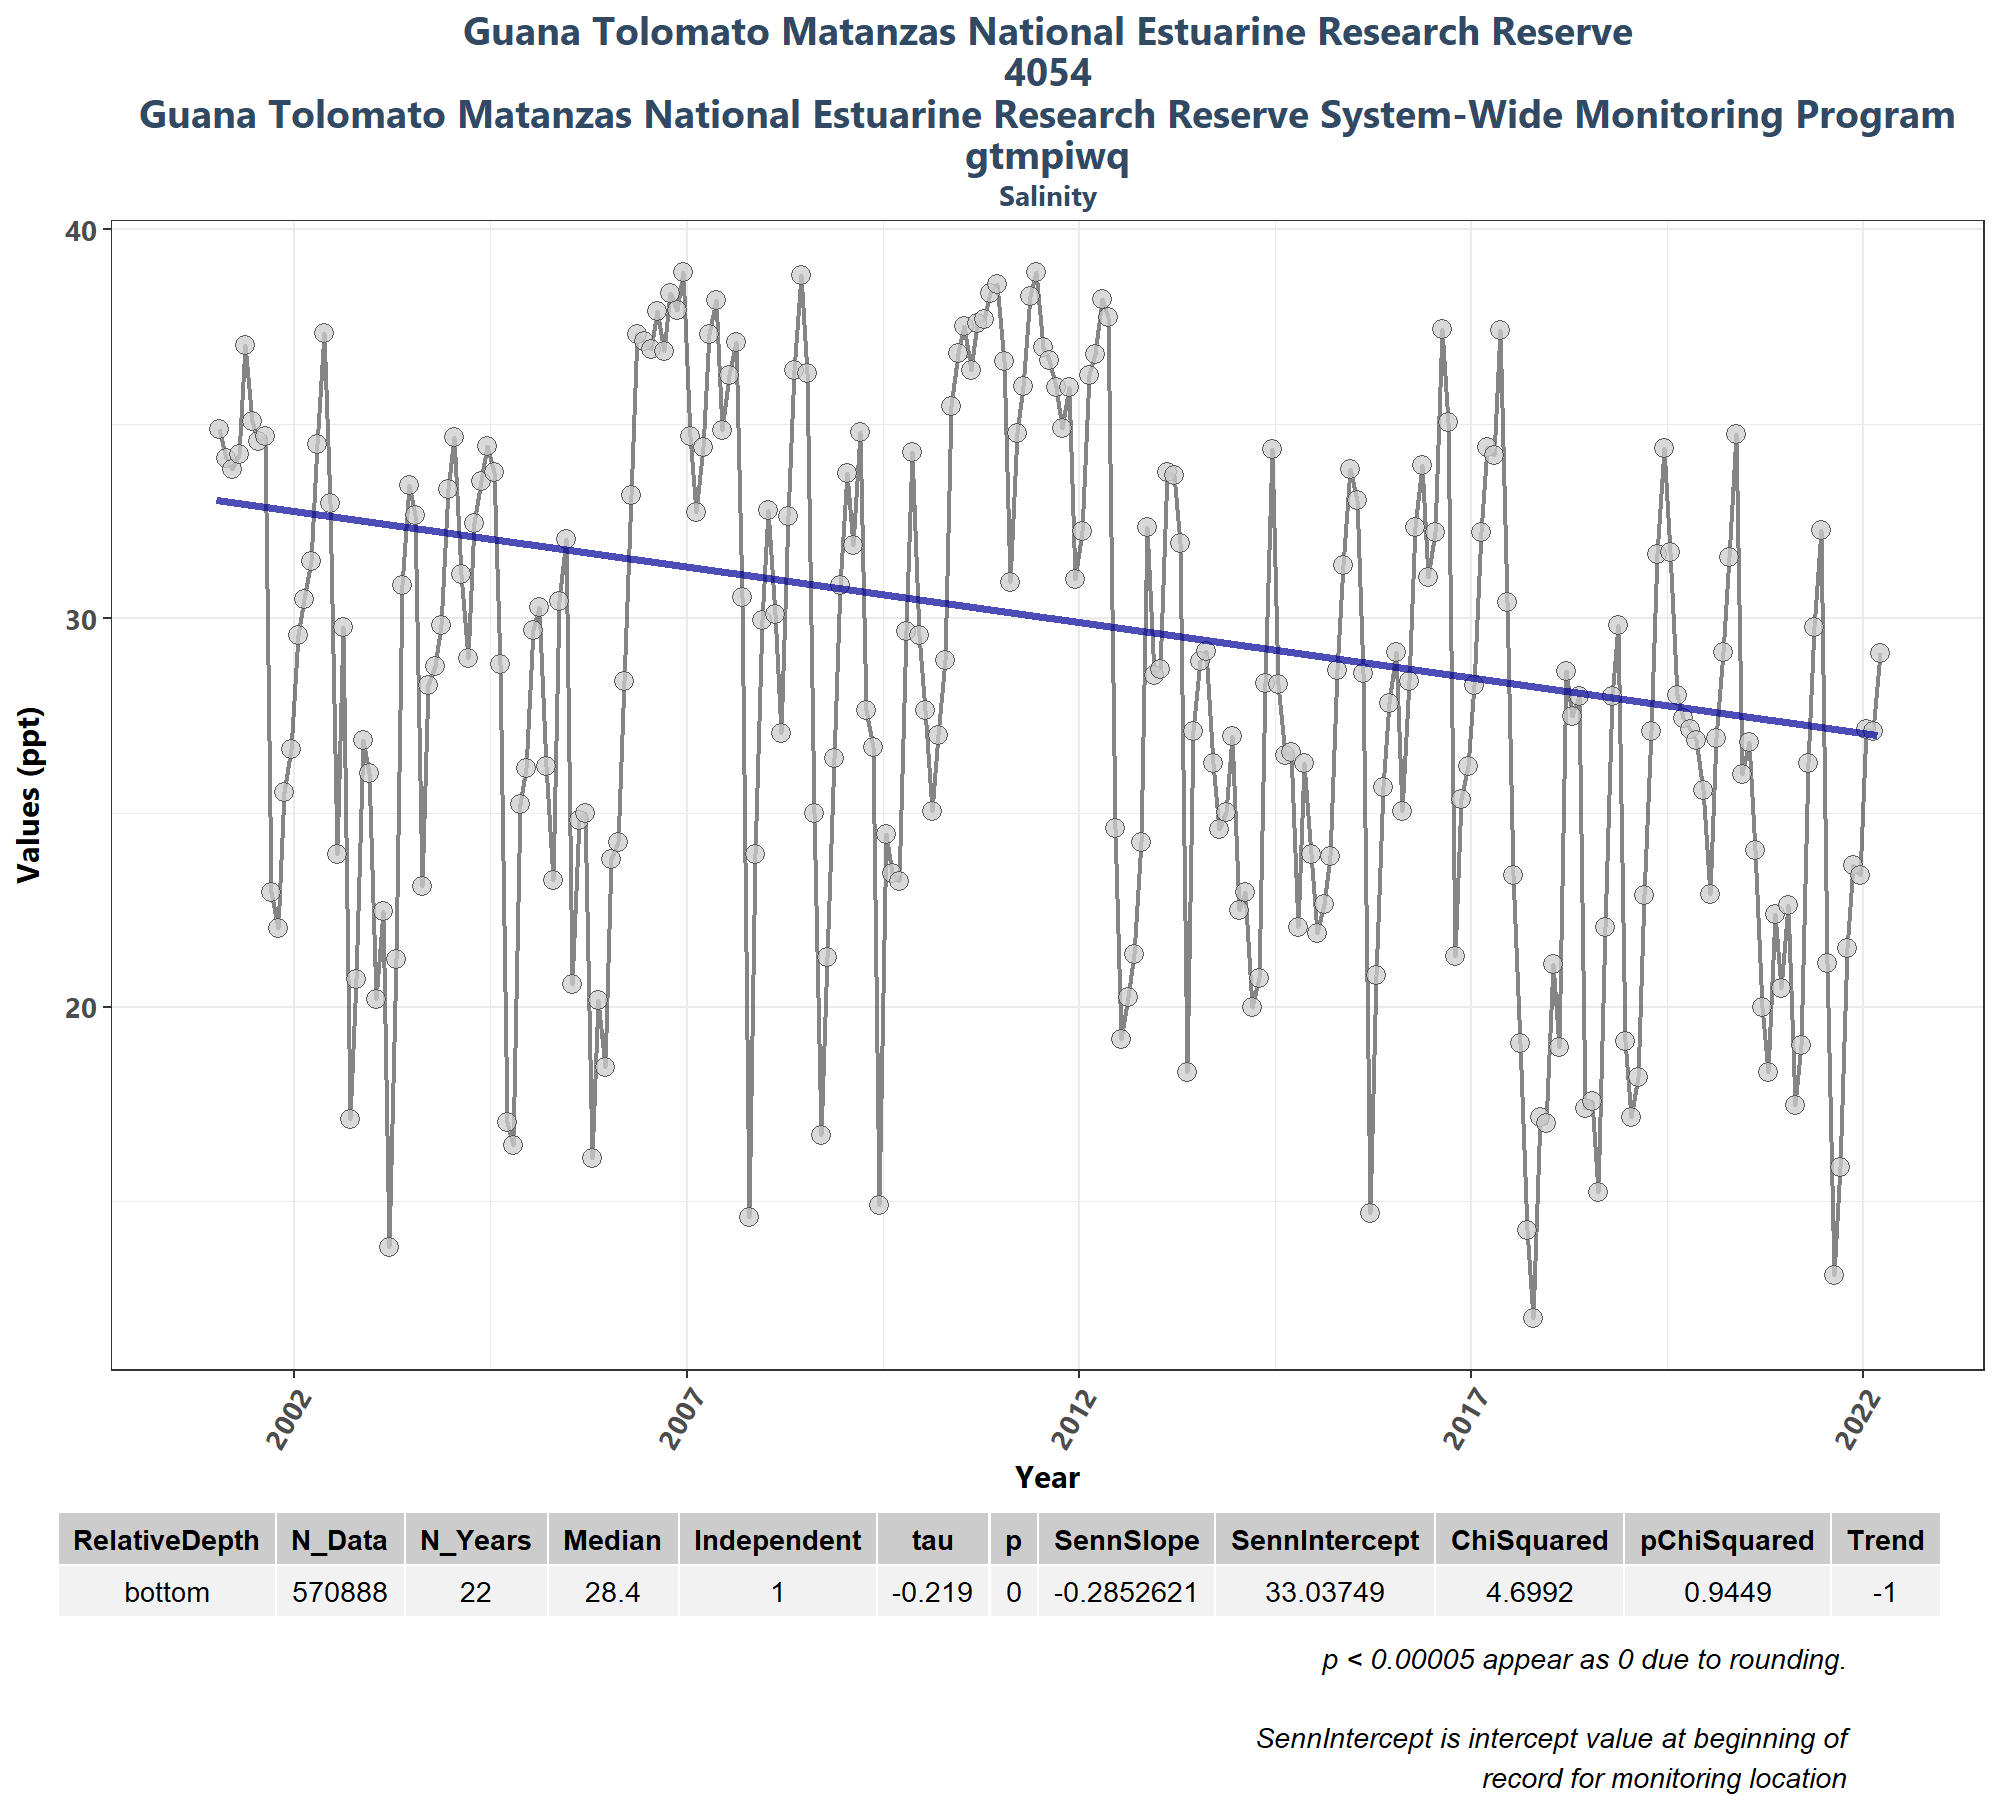 Guana Tolomato Matanzas National Estuarine Research Reserve
4054
Guana Tolomato Matanzas National Estuarine Research Reserve System-Wide Monitoring Program
gtmpiwq
Salinity
40
30
20
Values (ppt)
2002 2007 2012 2017 2022
Year
RelativeDepth N_Data N_Years Median Independent tau p SennSlope SennIntercept ChiSquared pChiSquared Trend
bottom 570888 22 28.4 1 -0.219 0 -0.2852621 33.03749 4.6992 0.9449 -1
p < 0.00005 appear as 0 due to rounding.
SennIntercept is intercept value at beginning of
record for monitoring location